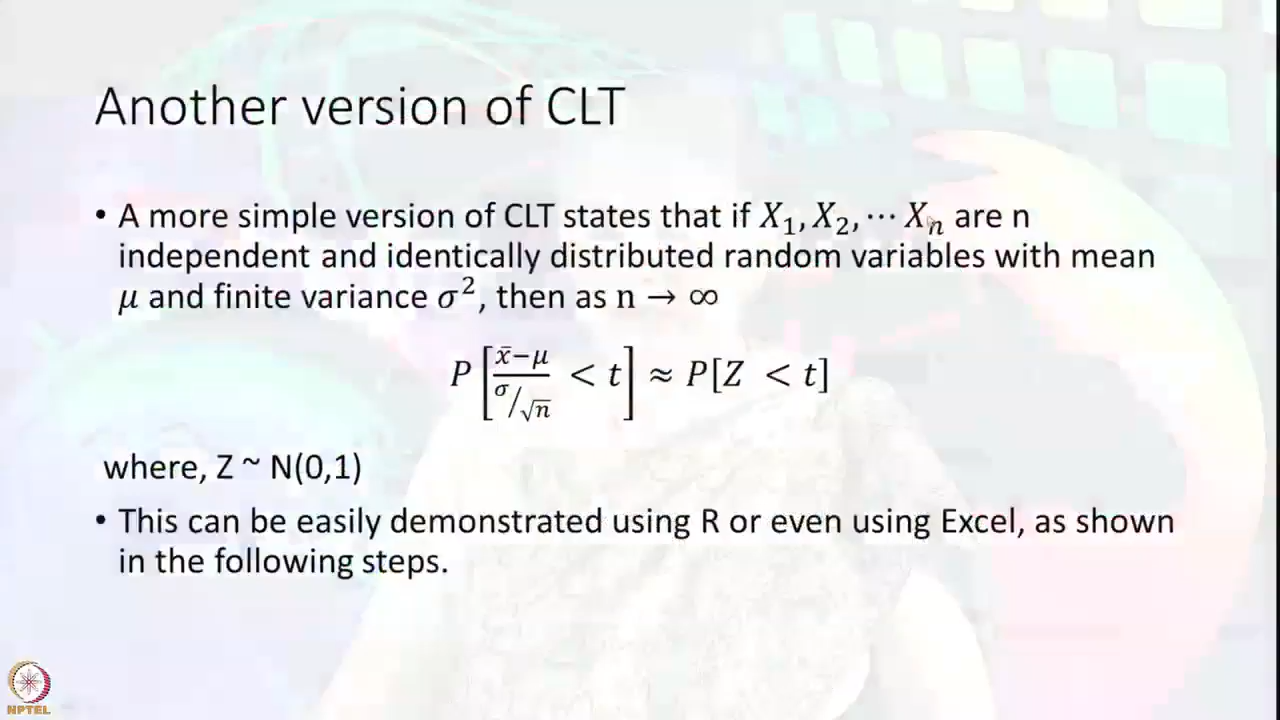 Another version of CLT
• A more simple version of CLT states that if X₁, X₂, ⋯ Xₙ are n
independent and identically distributed random variables with mean
μ and finite variance σ², then as n → ∞
P[(x̄−μ)/(σ/√n) < t] ≈ P[Z < t]
where, Z ~ N(0,1)
• This can be easily demonstrated using R or even using Excel, as shown
in the following steps.
NPTEL